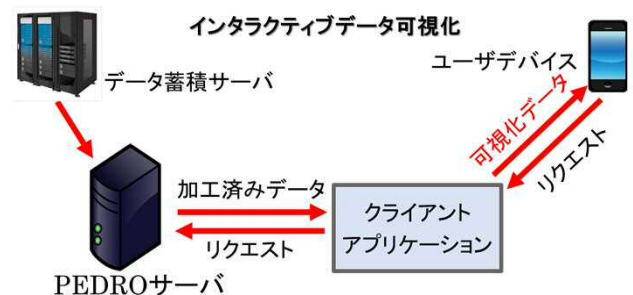 インタラクティブデータ可視化
データ蓄積サーバ
ユーザデバイス
可視化データ
リクエスト
加工済みデータ
リクエスト
クライアント
アプリケーション
PEDROサーバ